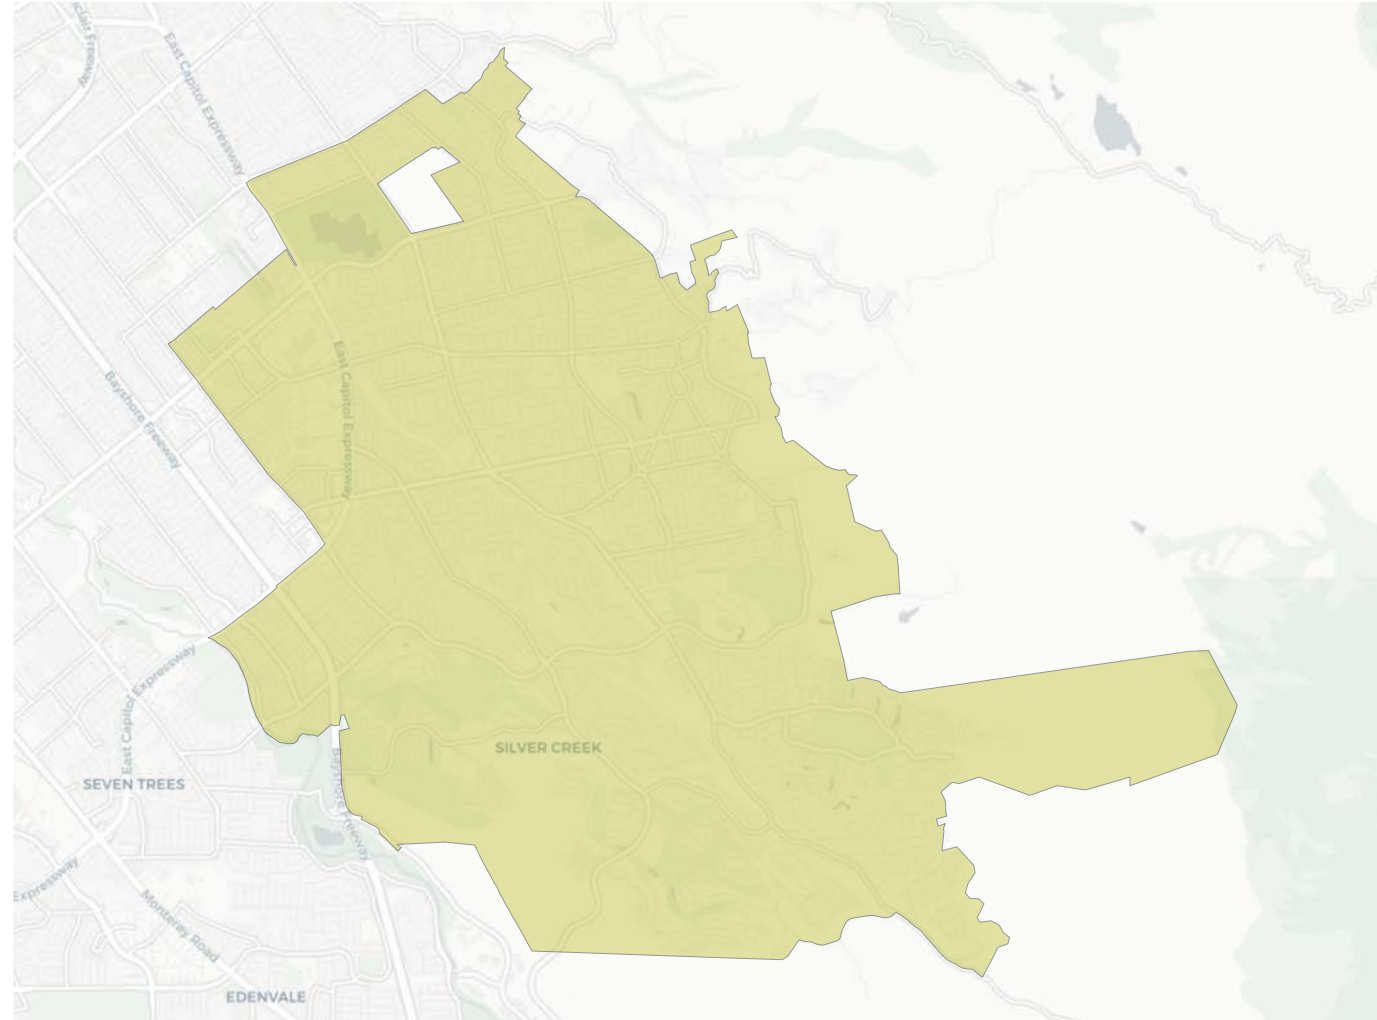 East Capitol Expressway
East Capitol Expressway
Bayshore Freeway
East Capitol Expressway
SILVER CREEK
SEVEN TREES
Bayshore Freeway
Expressway
Monterey Road
EDENVALE